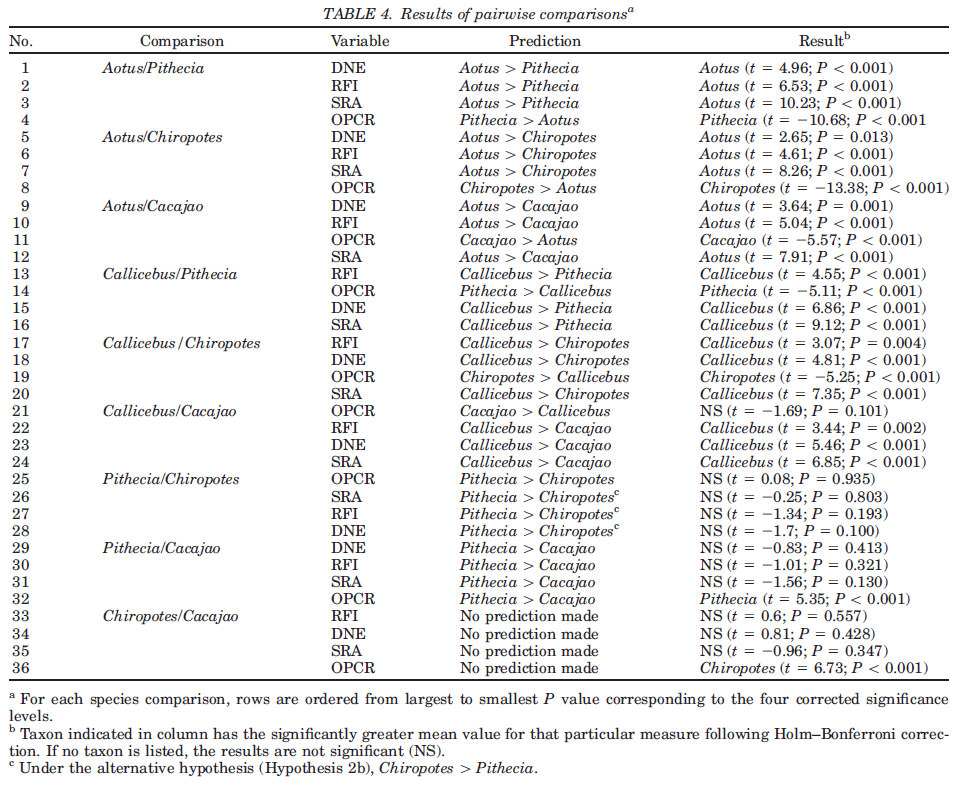 TABLE 4. Results of pairwise comparisonsᵃ
No. Comparison Variable Prediction Resultᵇ
1 Aotus/Pithecia DNE Aotus > Pithecia Aotus (t = 4.96; P < 0.001)
2 RFI Aotus > Pithecia Aotus (t = 6.53; P < 0.001)
3 SRA Aotus > Pithecia Aotus (t = 10.23; P < 0.001)
4 OPCR Pithecia > Aotus Pithecia (t = −10.68; P < 0.001
5 Aotus/Chiropotes DNE Aotus > Chiropotes Aotus (t = 2.65; P = 0.013)
6 RFI Aotus > Chiropotes Aotus (t = 4.61; P < 0.001)
7 SRA Aotus > Chiropotes Aotus (t = 8.26; P < 0.001)
8 OPCR Chiropotes > Aotus Chiropotes (t = −13.38; P < 0.001)
9 Aotus/Cacajao DNE Aotus > Cacajao Aotus (t = 3.64; P = 0.001)
10 RFI Aotus > Cacajao Aotus (t = 5.04; P < 0.001)
11 OPCR Cacajao > Aotus Cacajao (t = −5.57; P < 0.001)
12 SRA Aotus > Cacajao Aotus (t = 7.91; P < 0.001)
13 Callicebus/Pithecia RFI Callicebus > Pithecia Callicebus (t = 4.55; P < 0.001)
14 OPCR Pithecia > Callicebus Pithecia (t = −5.11; P < 0.001)
15 DNE Callicebus > Pithecia Callicebus (t = 6.86; P < 0.001)
16 SRA Callicebus > Pithecia Callicebus (t = 9.12; P < 0.001)
17 Callicebus/Chiropotes RFI Callicebus > Chiropotes Callicebus (t = 3.07; P = 0.004)
18 DNE Callicebus > Chiropotes Callicebus (t = 4.81; P < 0.001)
19 OPCR Chiropotes > Callicebus Chiropotes (t = −5.25; P < 0.001)
20 SRA Callicebus > Chiropotes Callicebus (t = 7.35; P < 0.001)
21 Callicebus/Cacajao OPCR Cacajao > Callicebus NS (t = −1.69; P = 0.101)
22 RFI Callicebus > Cacajao Callicebus (t = 3.44; P = 0.002)
23 DNE Callicebus > Cacajao Callicebus (t = 5.46; P < 0.001)
24 SRA Callicebus > Cacajao Callicebus (t = 6.85; P < 0.001)
25 Pithecia/Chiropotes OPCR Pithecia > Chiropotes NS (t = 0.08; P = 0.935)
26 SRA Pithecia > Chiropotesᶜ NS (t = −0.25; P = 0.803)
27 RFI Pithecia > Chiropotesᶜ NS (t = −1.34; P = 0.193)
28 DNE Pithecia > Chiropotesᶜ NS (t = −1.7; P = 0.100)
29 Pithecia/Cacajao DNE Pithecia > Cacajao NS (t = −0.83; P = 0.413)
30 RFI Pithecia > Cacajao NS (t = −1.01; P = 0.321)
31 SRA Pithecia > Cacajao NS (t = −1.56; P = 0.130)
32 OPCR Pithecia > Cacajao Pithecia (t = 5.35; P < 0.001)
33 Chiropotes/Cacajao RFI No prediction made NS (t = 0.6; P = 0.557)
34 DNE No prediction made NS (t = 0.81; P = 0.428)
35 SRA No prediction made NS (t = −0.96; P = 0.347)
36 OPCR No prediction made Chiropotes (t = 6.73; P < 0.001)
ᵃ For each species comparison, rows are ordered from largest to smallest P value corresponding to the four corrected significance
levels.
ᵇ Taxon indicated in column has the significantly greater mean value for that particular measure following Holm–Bonferroni correc-
tion. If no taxon is listed, the results are not significant (NS).
ᶜ Under the alternative hypothesis (Hypothesis 2b), Chiropotes > Pithecia.